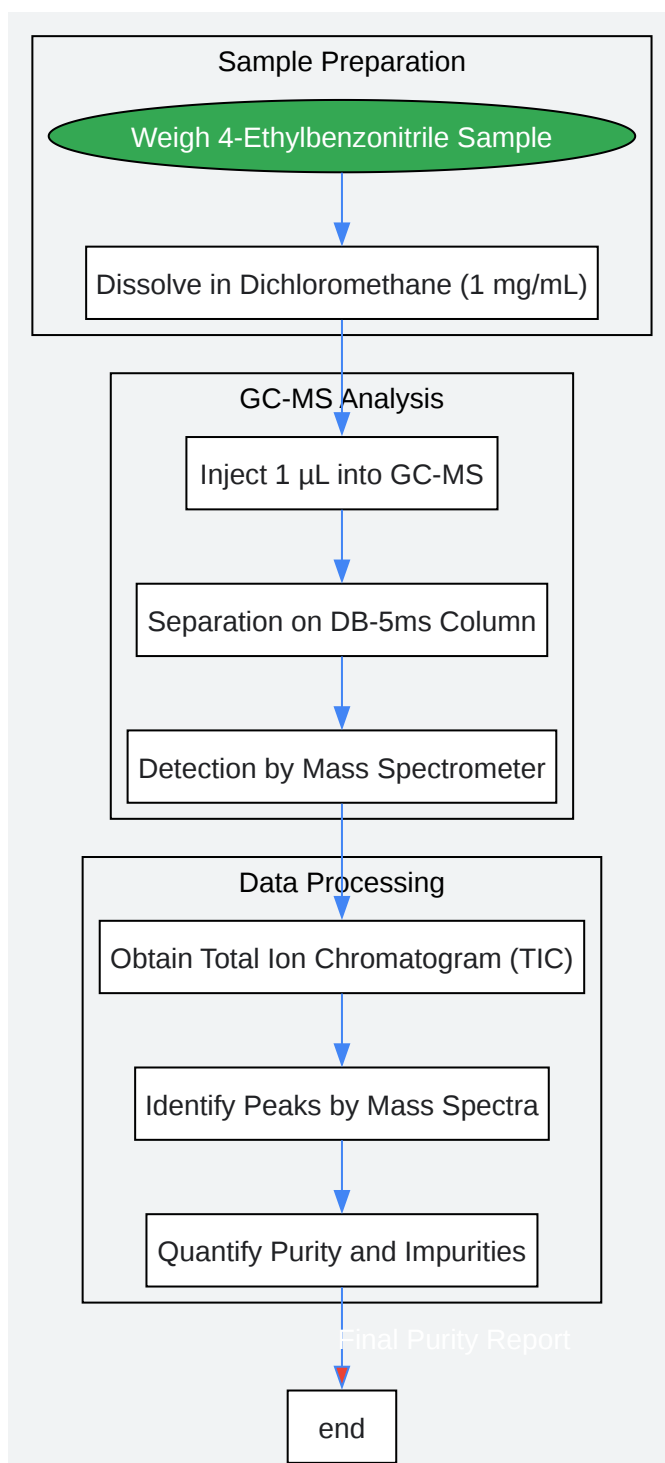 Sample Preparation
Weigh 4-Ethylbenzonitrile Sample
Dissolve in Dichloromethane (1 mg/mL)
GC-MS Analysis
Inject 1 µL into GC-MS
Separation on DB-5ms Column
Detection by Mass Spectrometer
Data Processing
Obtain Total Ion Chromatogram (TIC)
Identify Peaks by Mass Spectra
Quantify Purity and Impurities
Final Purity Report
end